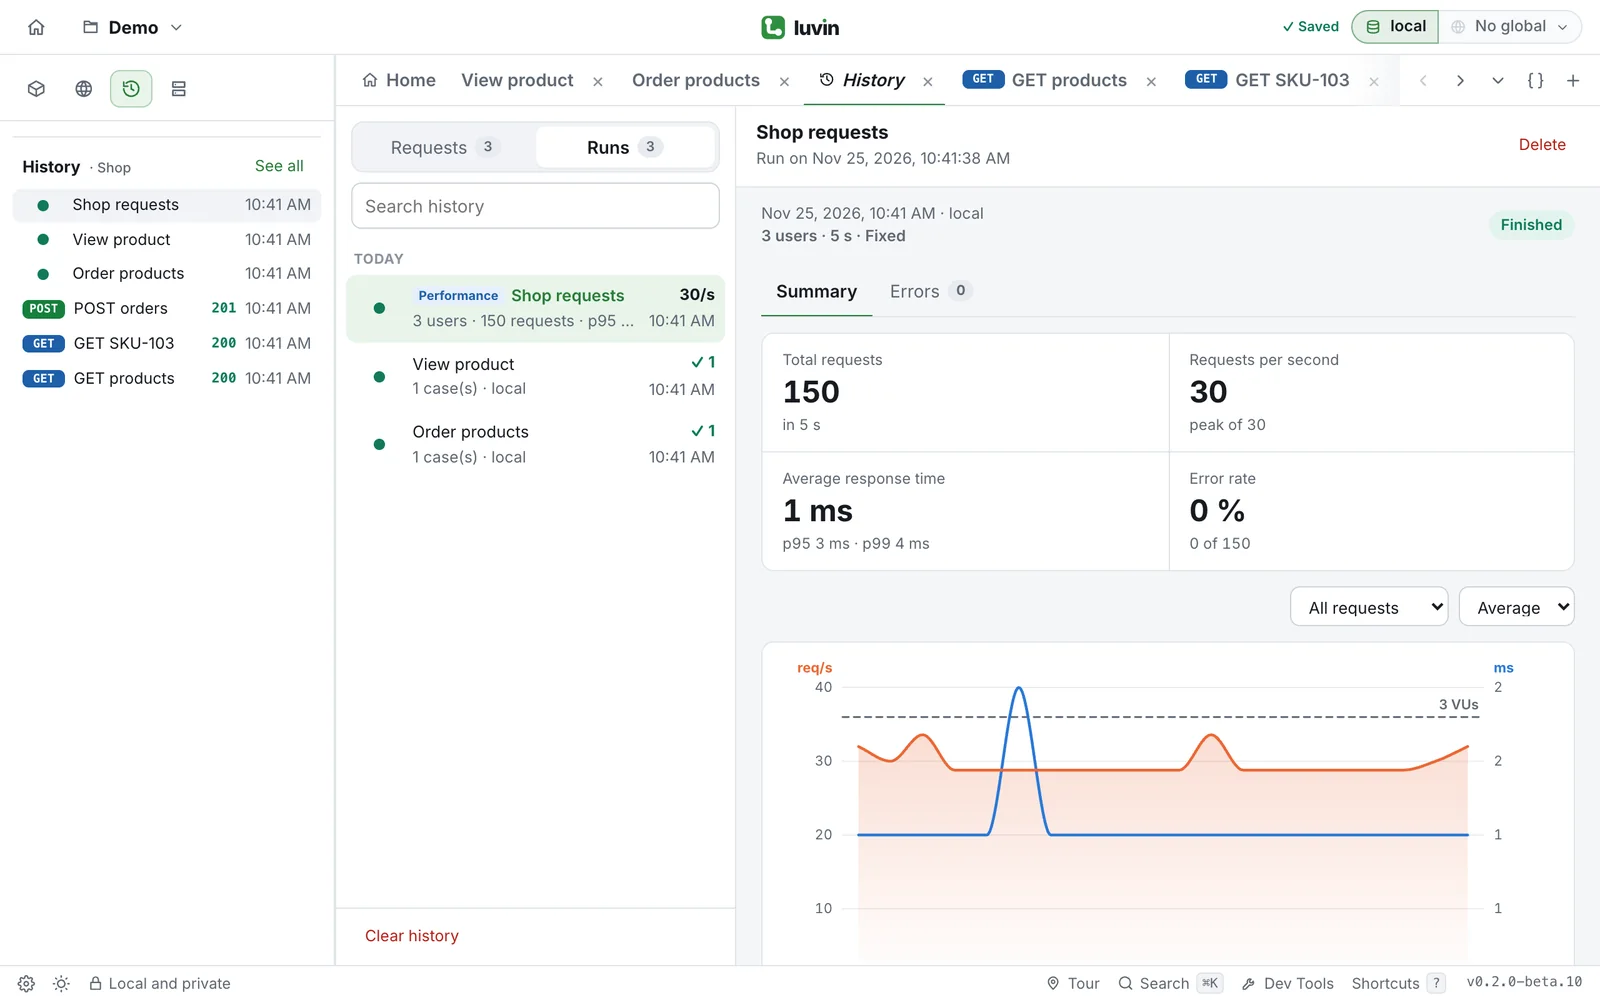 Demo
luvin
Saved
local
No global
Home
View product
Order products
History
GET GET products
GET GET SKU-103
{ }
History · Shop
See all
Shop requests 10:41 AM
View product 10:41 AM
Order products 10:41 AM
POST POST orders 201 10:41 AM
GET GET SKU-103 200 10:41 AM
GET GET products 200 10:41 AM
Requests 3
Runs 3
Search history
TODAY
Performance Shop requests 30/s
3 users · 150 requests · p95 ... 10:41 AM
View product ✓ 1
1 case(s) · local 10:41 AM
Order products ✓ 1
1 case(s) · local 10:41 AM
Clear history
Shop requests
Run on Nov 25, 2026, 10:41:38 AM
Delete
Nov 25, 2026, 10:41 AM · local
3 users · 5 s · Fixed
Finished
Summary
Errors 0
Total requests
150
in 5 s
Requests per second
30
peak of 30
Average response time
1 ms
p95 3 ms · p99 4 ms
Error rate
0 %
0 of 150
All requests
Average
req/s
ms
40
2
3 VUs
30
2
20
1
10
1
Local and private
Tour
Search ⌘K
Dev Tools
Shortcuts ?
v0.2.0-beta.10